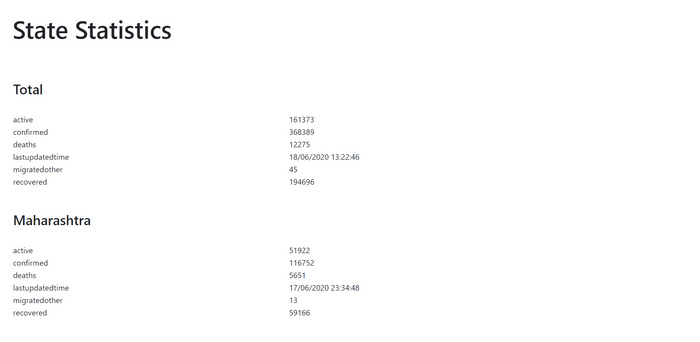 State Statistics
Total
active 161373
confirmed 368389
deaths 12275
lastupdatedtime 18/06/2020 13:22:46
migratedother 45
recovered 194696
Maharashtra
active 51922
confirmed 116752
deaths 5651
lastupdatedtime 17/06/2020 23:34:48
migratedother 13
recovered 59166